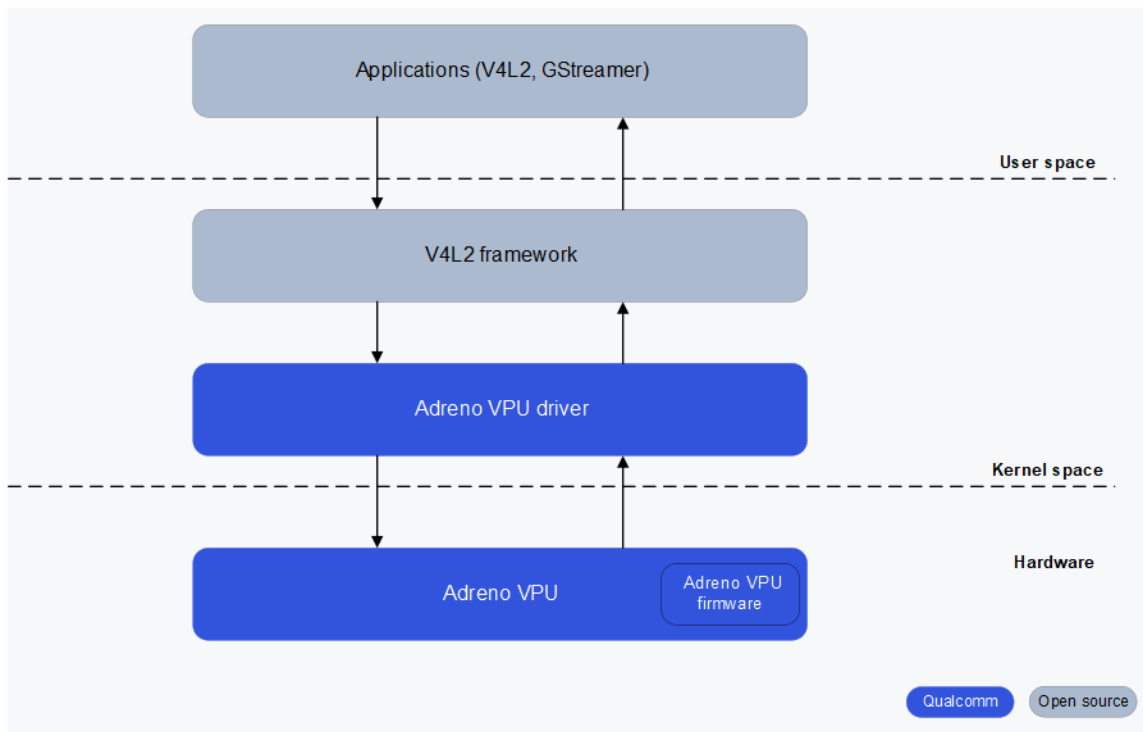 Applications (V4L2, GStreamer)
User space
V4L2 framework
Adreno VPU driver
Kernel space
Hardware
Adreno VPU
Adreno VPU
firmware
Qualcomm
Open source